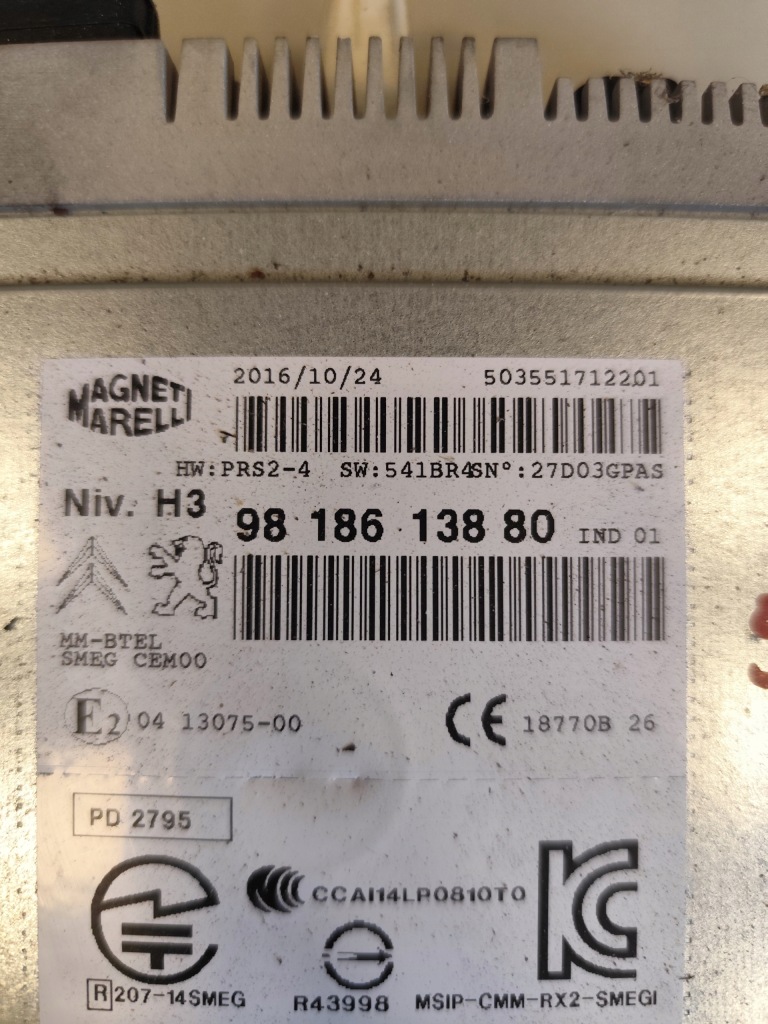 MAGNETI
MARELLI
2016/10/24 503551712201
HW:PRS2-4 SW:541BR4SN°:27D03GPAS
Niv. H3
98 186 138 80 IND 01
MM-BTEL
SMEG CEM00
E2 04 13075-00 CE 18770B 26
PD 2795
CCAI14LP0810T0
R 207-14SMEG R43998 MSIP-CMM-RX2-SMEGI